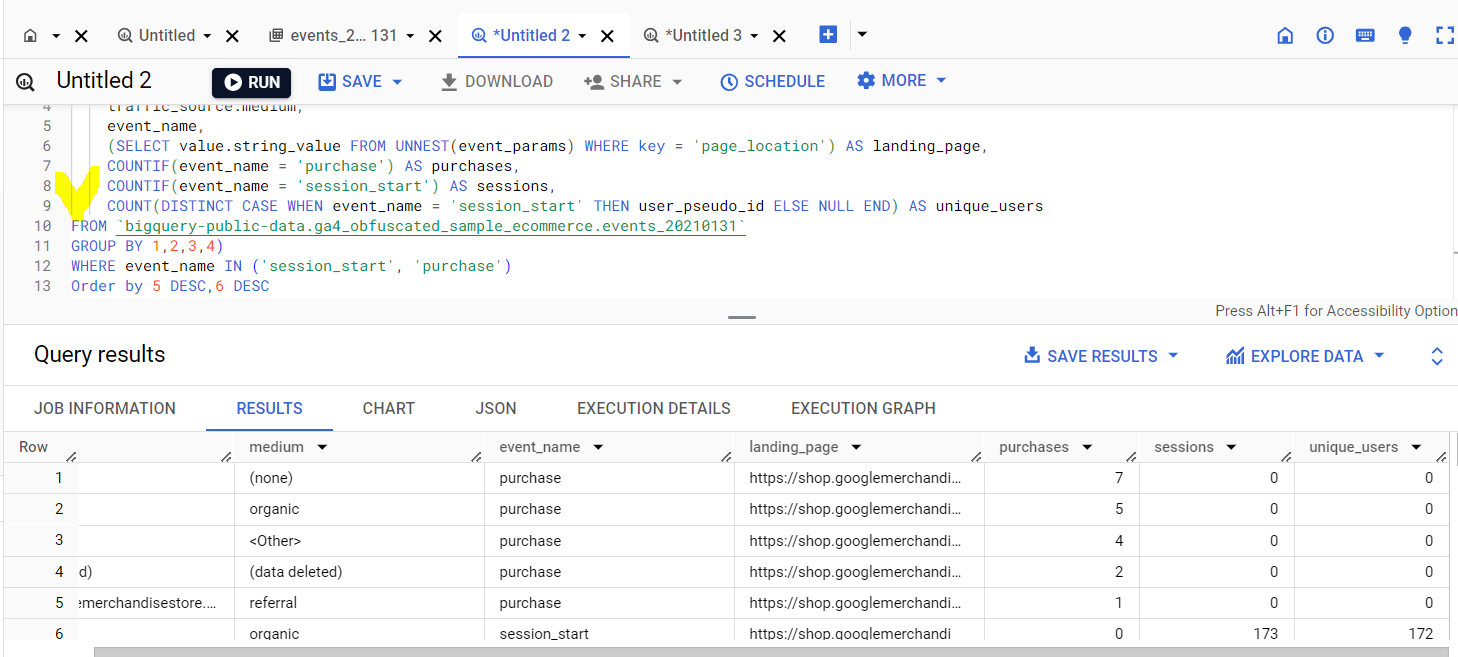 Untitled
events_2... 131
*Untitled 2
*Untitled 3
Untitled 2
RUN
SAVE
DOWNLOAD
SHARE
SCHEDULE
MORE
4 traffic_source.medium,
5 event_name,
6 (SELECT value.string_value FROM UNNEST(event_params) WHERE key = 'page_location') AS landing_page,
7 COUNTIF(event_name = 'purchase') AS purchases,
8 COUNTIF(event_name = 'session_start') AS sessions,
9 COUNT(DISTINCT CASE WHEN event_name = 'session_start' THEN user_pseudo_id ELSE NULL END) AS unique_users
10 FROM `bigquery-public-data.ga4_obfuscated_sample_ecommerce.events_20210131`
11 GROUP BY 1,2,3,4)
12 WHERE event_name IN ('session_start', 'purchase')
13 Order by 5 DESC,6 DESC
Press Alt+F1 for Accessibility Option
Query results
SAVE RESULTS
EXPLORE DATA
JOB INFORMATION RESULTS CHART JSON EXECUTION DETAILS EXECUTION GRAPH
Row medium event_name landing_page purchases sessions unique_users
1 (none) purchase https://shop.googlemerchandi... 7 0 0
2 organic purchase https://shop.googlemerchandi... 5 0 0
3 <Other> purchase https://shop.googlemerchandi... 4 0 0
4 d) (data deleted) purchase https://shop.googlemerchandi... 2 0 0
5 emerchandisestore.... referral purchase https://shop.googlemerchandi... 1 0 0
6 organic session_start https://shop.googlemerchandi 0 173 172